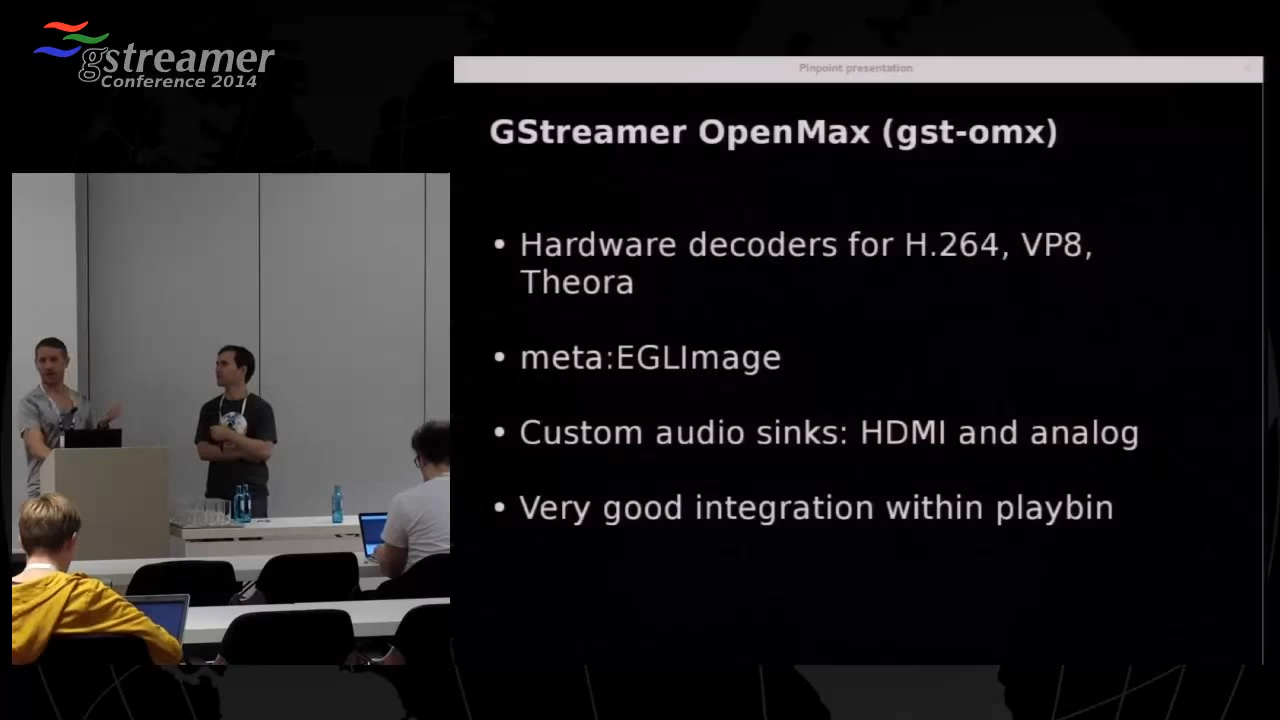 gstreamer
Conference 2014
Pinpoint presentation
GStreamer OpenMax (gst-omx)
• Hardware decoders for H.264, VP8,
Theora
• meta:EGLImage
• Custom audio sinks: HDMI and analog
• Very good integration within playbin